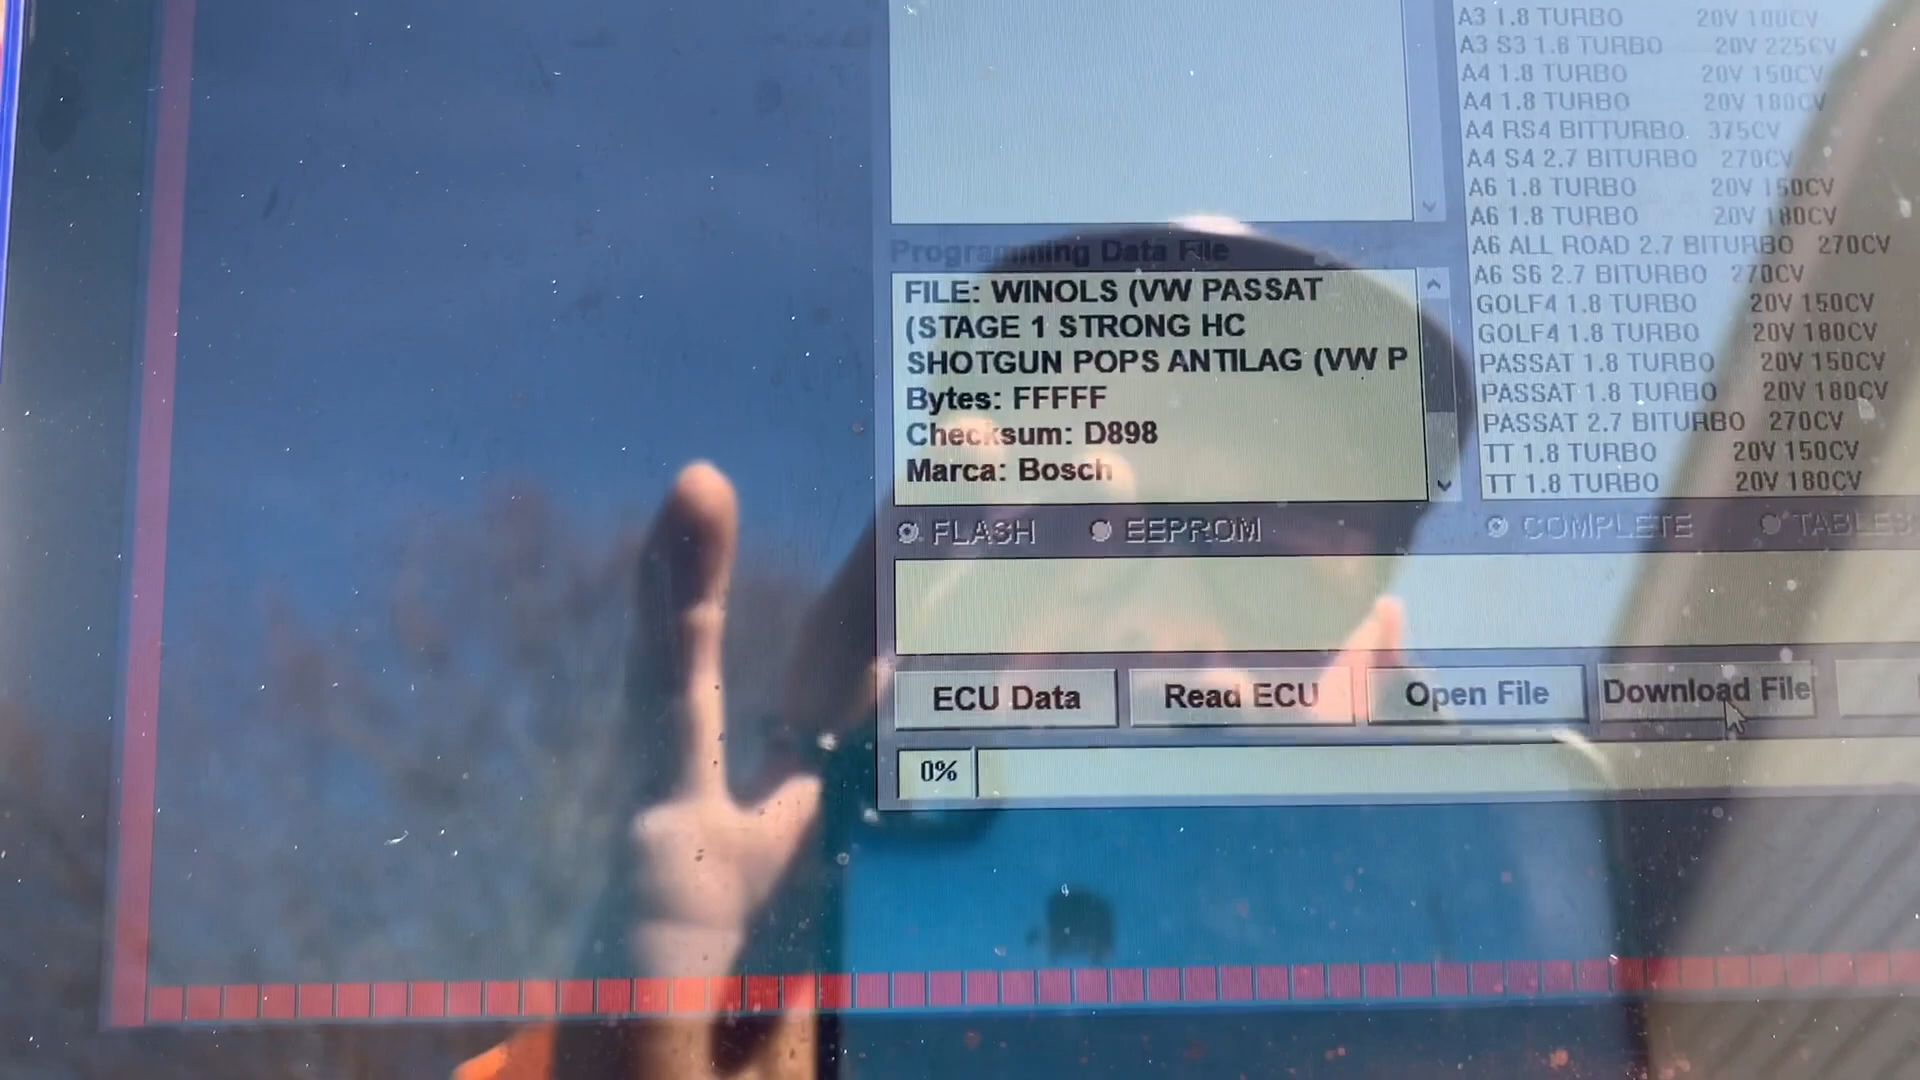 A3 1.8 TURBO 20V 100CV
A3 S3 1.8 TURBO 20V 225CV
A4 1.8 TURBO 20V 150CV
A4 1.8 TURBO 20V 180CV
A4 RS4 BITTURBO 375CV
A4 S4 2.7 BITURBO 270CV
A6 1.8 TURBO 20V 150CV
A6 1.8 TURBO 20V 180CV
A6 ALL ROAD 2.7 BITURBO 270CV
A6 S6 2.7 BITURBO 270CV
GOLF4 1.8 TURBO 20V 150CV
GOLF4 1.8 TURBO 20V 180CV
PASSAT 1.8 TURBO 20V 150CV
PASSAT 1.8 TURBO 20V 180CV
PASSAT 2.7 BITURBO 270CV
TT 1.8 TURBO 20V 150CV
TT 1.8 TURBO 20V 180CV
Programming Data File
FILE: WINOLS (VW PASSAT
(STAGE 1 STRONG HC
SHOTGUN POPS ANTILAG (VW P
Bytes: FFFFF
Checksum: D898
Marca: Bosch
FLASH EEPROM COMPLETE TABLES
ECU Data Read ECU Open File Download File
0%